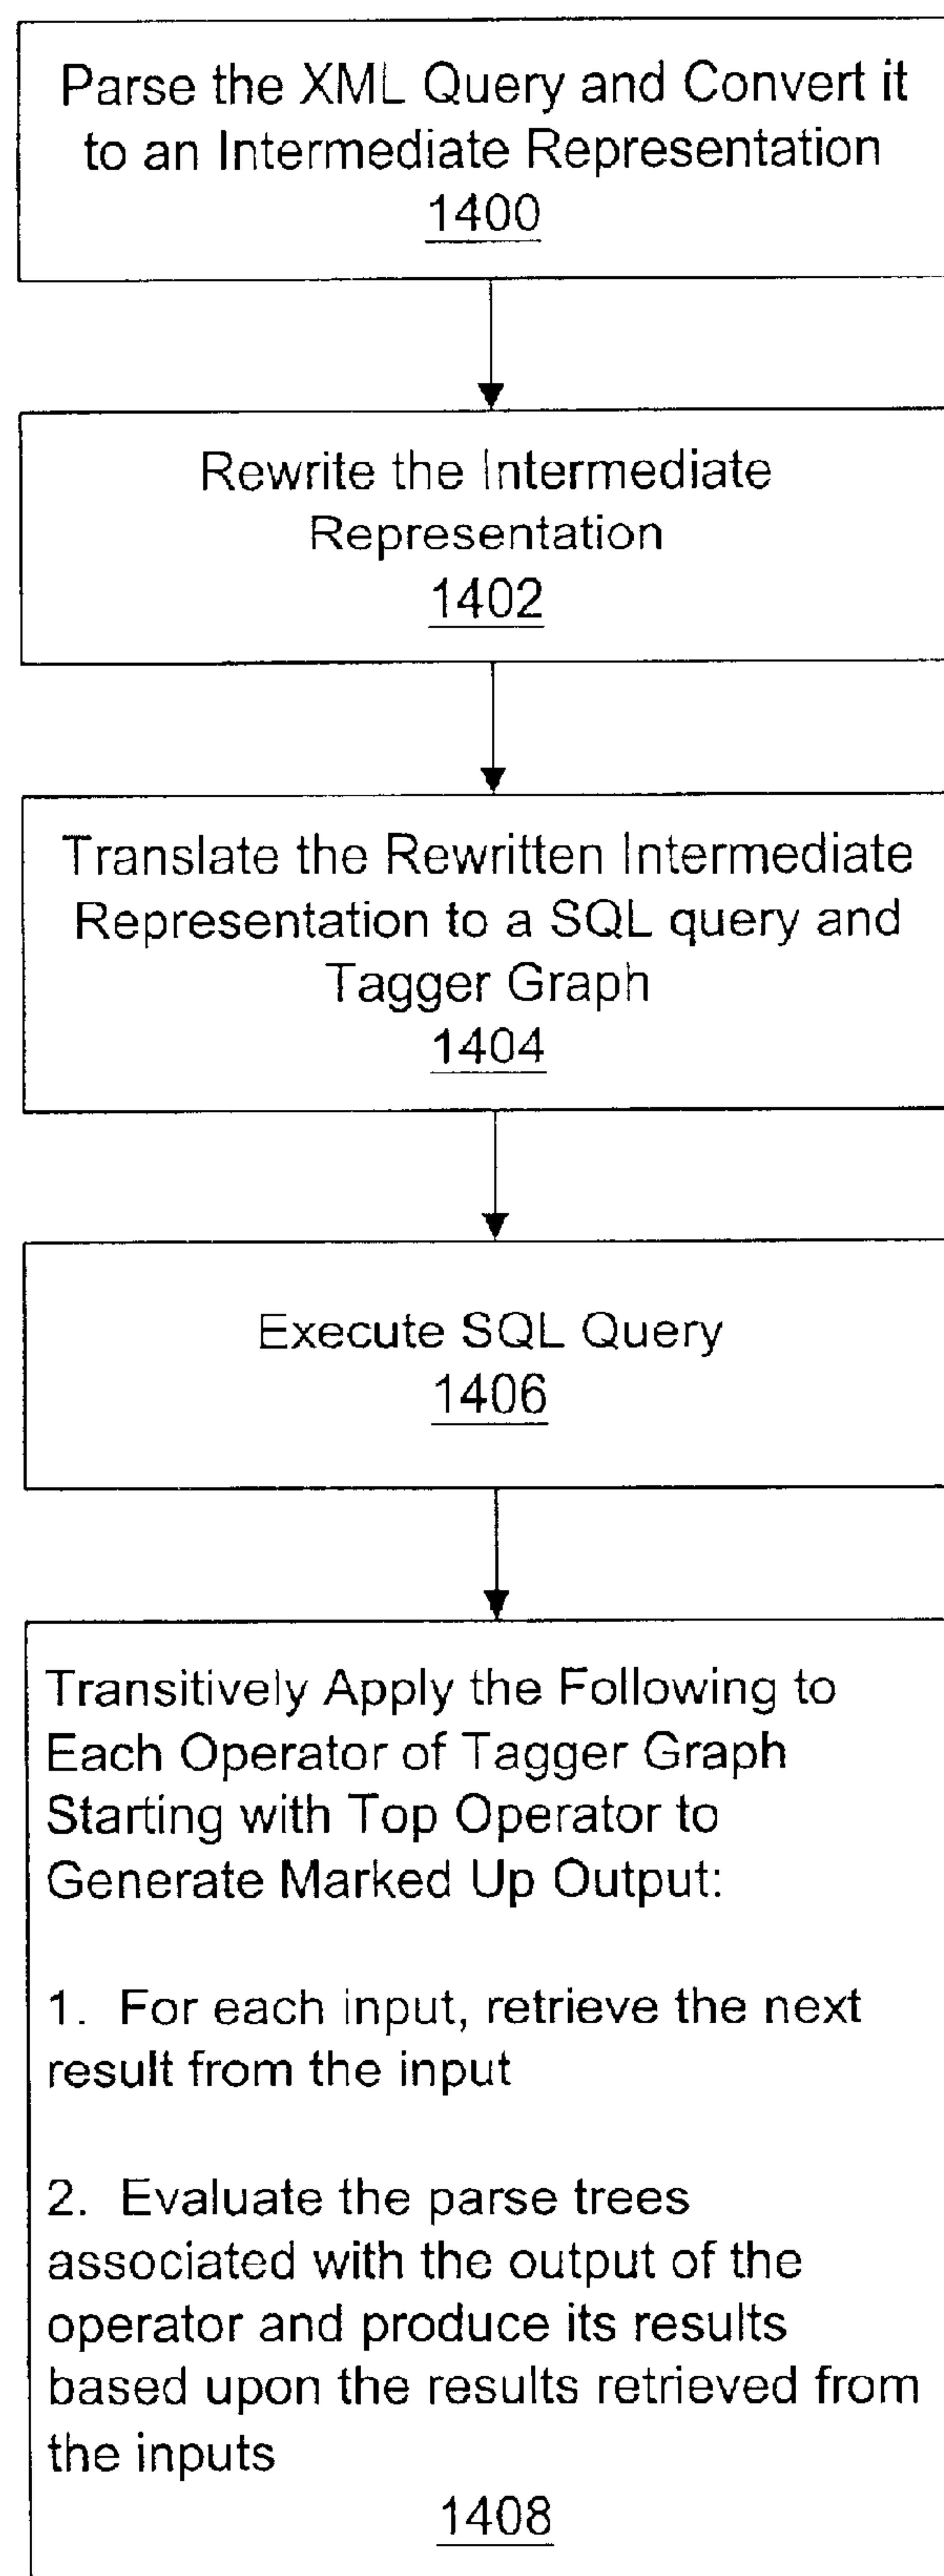 Parse the XML Query and Convert it
to an Intermediate Representation
1400
Rewrite the Intermediate
Representation
1402
Translate the Rewritten Intermediate
Representation to a SQL query and
Tagger Graph
1404
Execute SQL Query
1406
Transitively Apply the Following to
Each Operator of Tagger Graph
Starting with Top Operator to
Generate Marked Up Output:
1. For each input, retrieve the next
result from the input
2. Evaluate the parse trees
associated with the output of the
operator and produce its results
based upon the results retrieved from
the inputs
1408